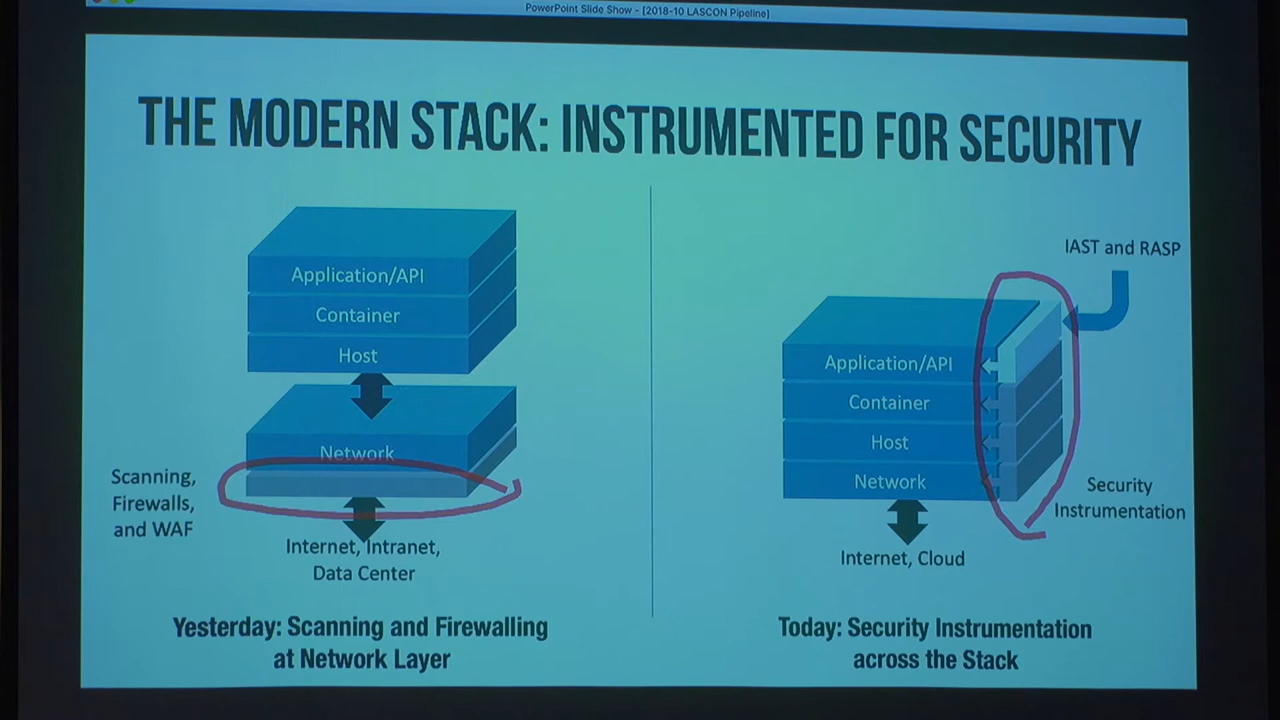 PowerPoint Slide Show - [2018-10 LASCON Pipeline]
THE MODERN STACK: INSTRUMENTED FOR SECURITY
Application/API
Container
Host
Network
Scanning,
Firewalls,
and WAF
Internet, Intranet,
Data Center
Yesterday: Scanning and Firewalling
at Network Layer
IAST and RASP
Application/API
Container
Host
Network
Security
Instrumentation
Internet, Cloud
Today: Security Instrumentation
across the Stack